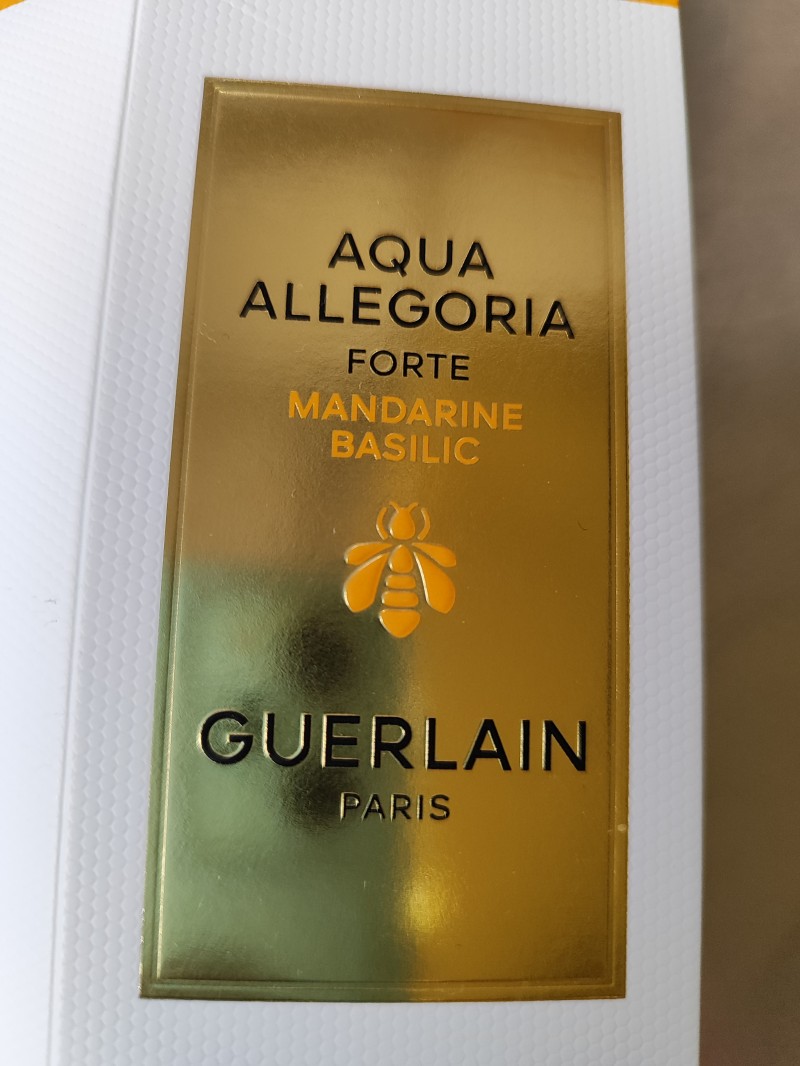 AQUA
ALLEGORIA
FORTE
MANDARINE
BASILIC
GUERLAIN
PARIS